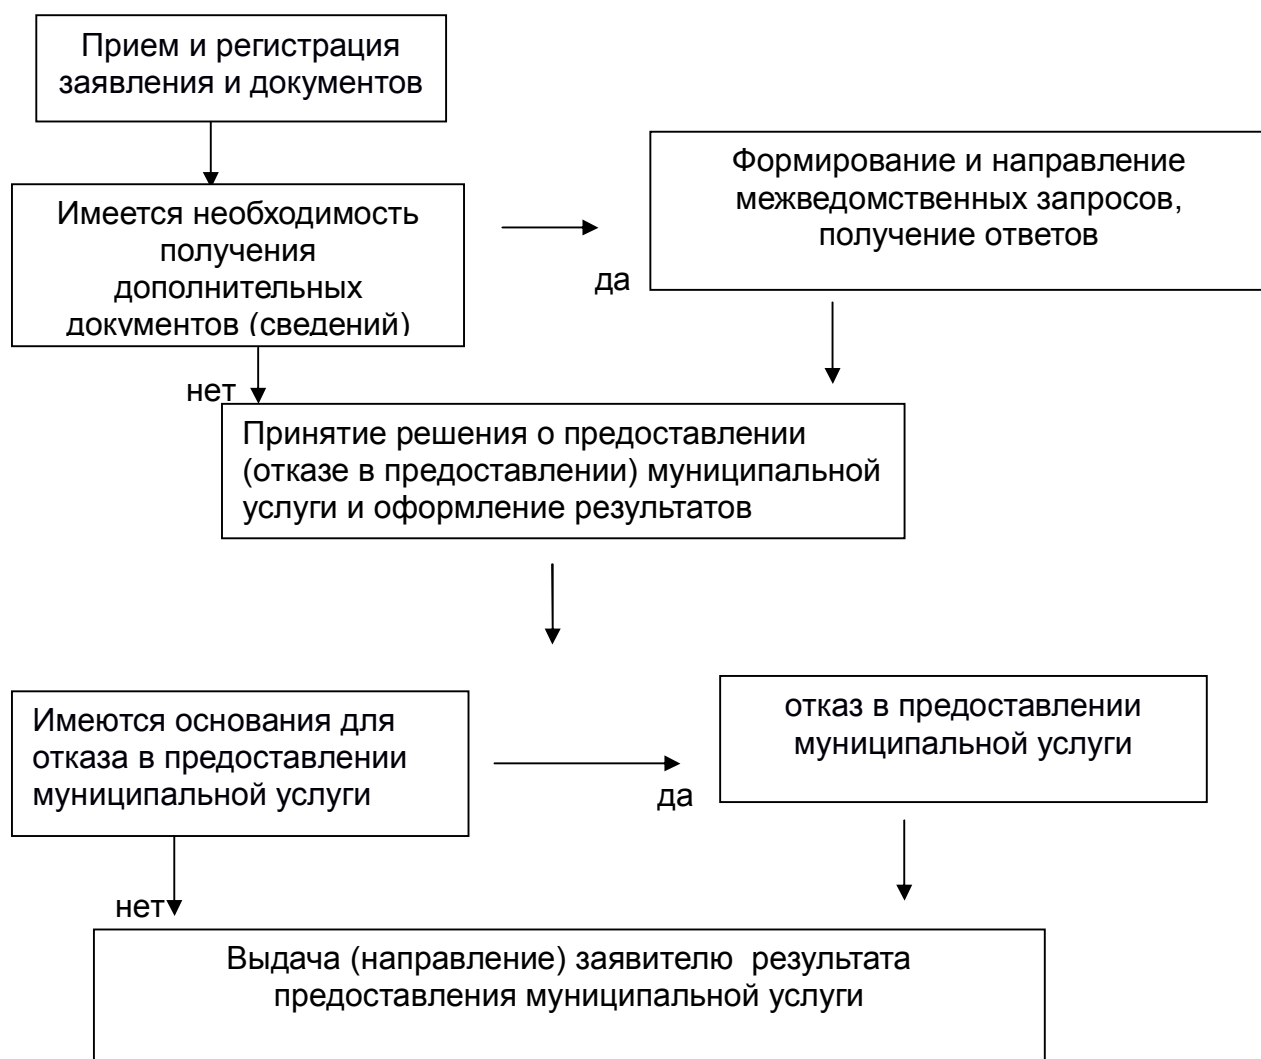 Прием и регистрация
заявления и документов
Имеется необходимость
получения
дополнительных
документов (сведений)
да
Формирование и направление
межведомственных запросов,
получение ответов
нет
Принятие решения о предоставлении
(отказе в предоставлении) муниципальной
услуги и оформление результатов
Имеются основания для
отказа в предоставлении
муниципальной услуги
да
отказ в предоставлении
муниципальной услуги
нет
Выдача (направление) заявителю результата
предоставления муниципальной услуги